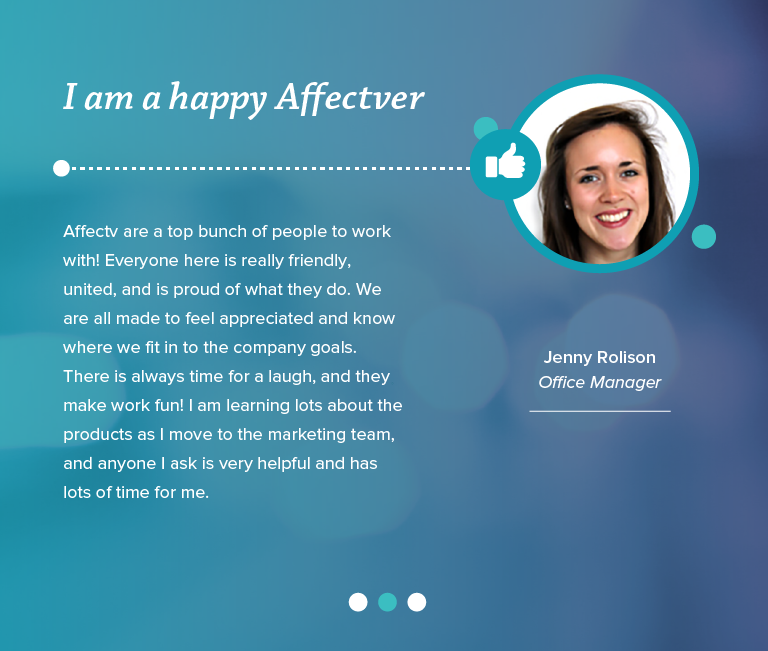 I am a happy Affectver
Affectv are a top bunch of people to work
with! Everyone here is really friendly,
united, and is proud of what they do. We
are all made to feel appreciated and know
where we fit in to the company goals.
There is always time for a laugh, and they
make work fun! I am learning lots about the
products as I move to the marketing team,
and anyone I ask is very helpful and has
lots of time for me.
Jenny Rolison
Office Manager